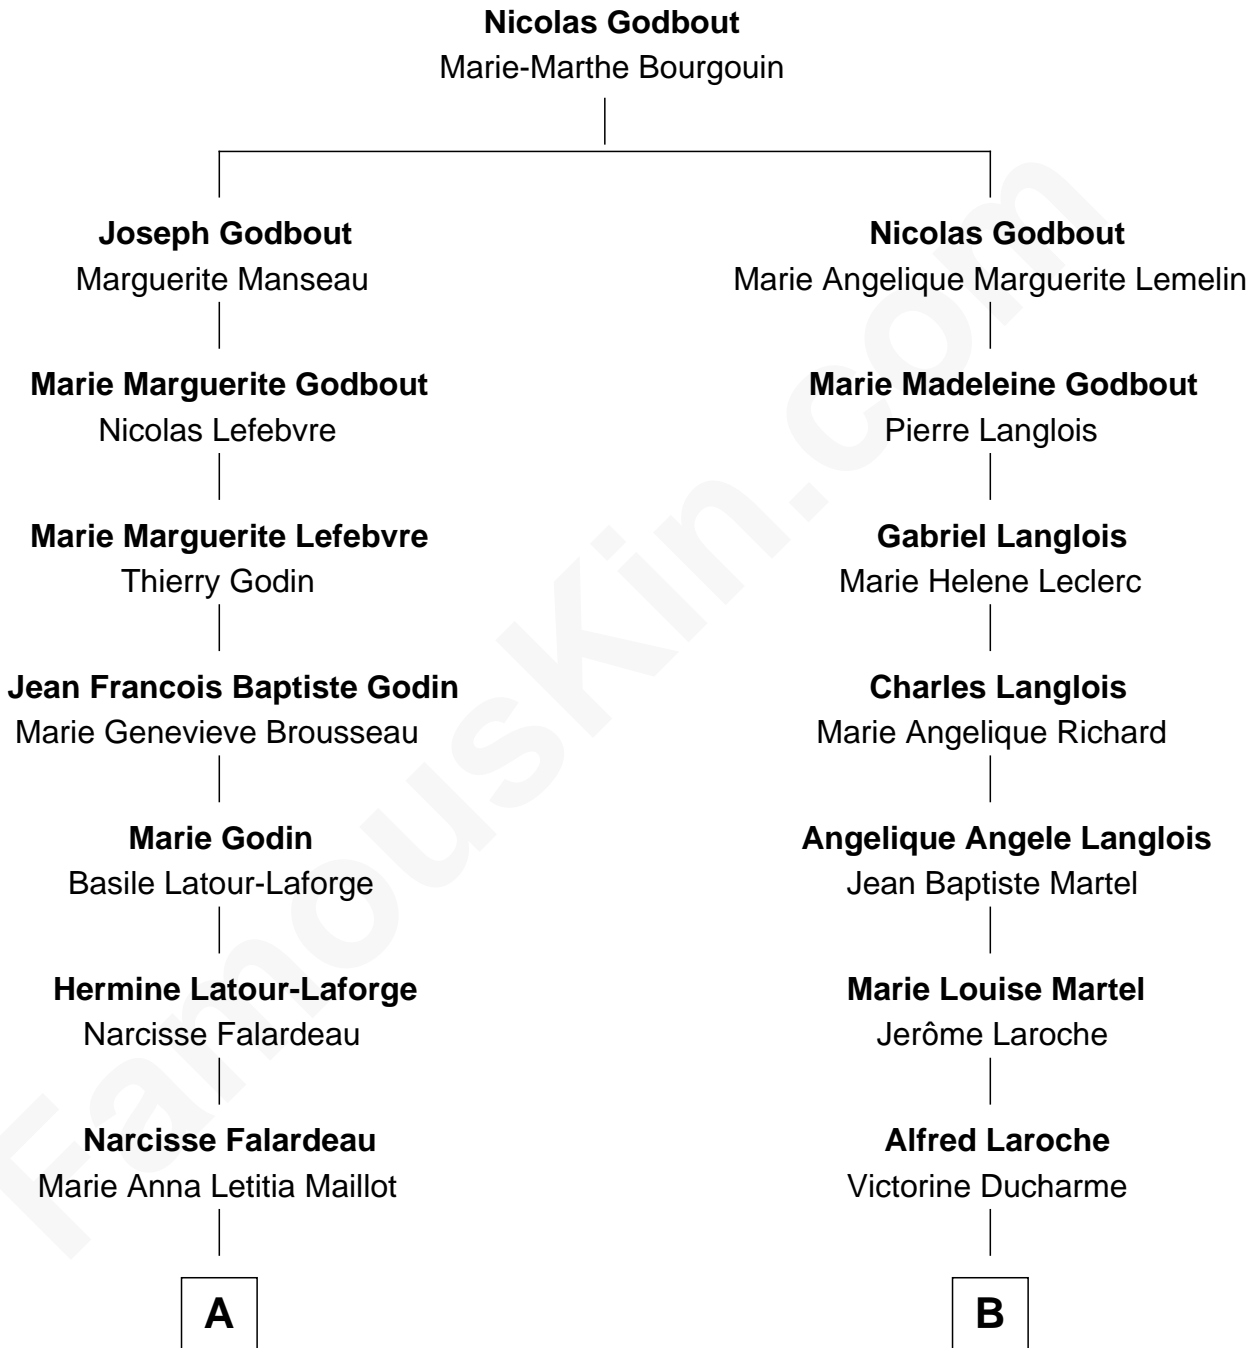 Nicolas Godbout
Marie-Marthe Bourgouin
Joseph Godbout
Marguerite Manseau
Marie Marguerite Godbout
Nicolas Lefebvre
Marie Marguerite Lefebvre
Thierry Godin
Jean Francois Baptiste Godin
Marie Genevieve Brousseau
Marie Godin
Basile Latour-Laforge
Hermine Latour-Laforge
Narcisse Falardeau
Narcisse Falardeau
Marie Anna Letitia Maillot
A
Nicolas Godbout
Marie Angelique Marguerite Lemelin
Marie Madeleine Godbout
Pierre Langlois
Gabriel Langlois
Marie Helene Leclerc
Charles Langlois
Marie Angelique Richard
Angelique Angele Langlois
Jean Baptiste Martel
Marie Louise Martel
Jerôme Laroche
Alfred Laroche
Victorine Ducharme
B
FamousKin.com